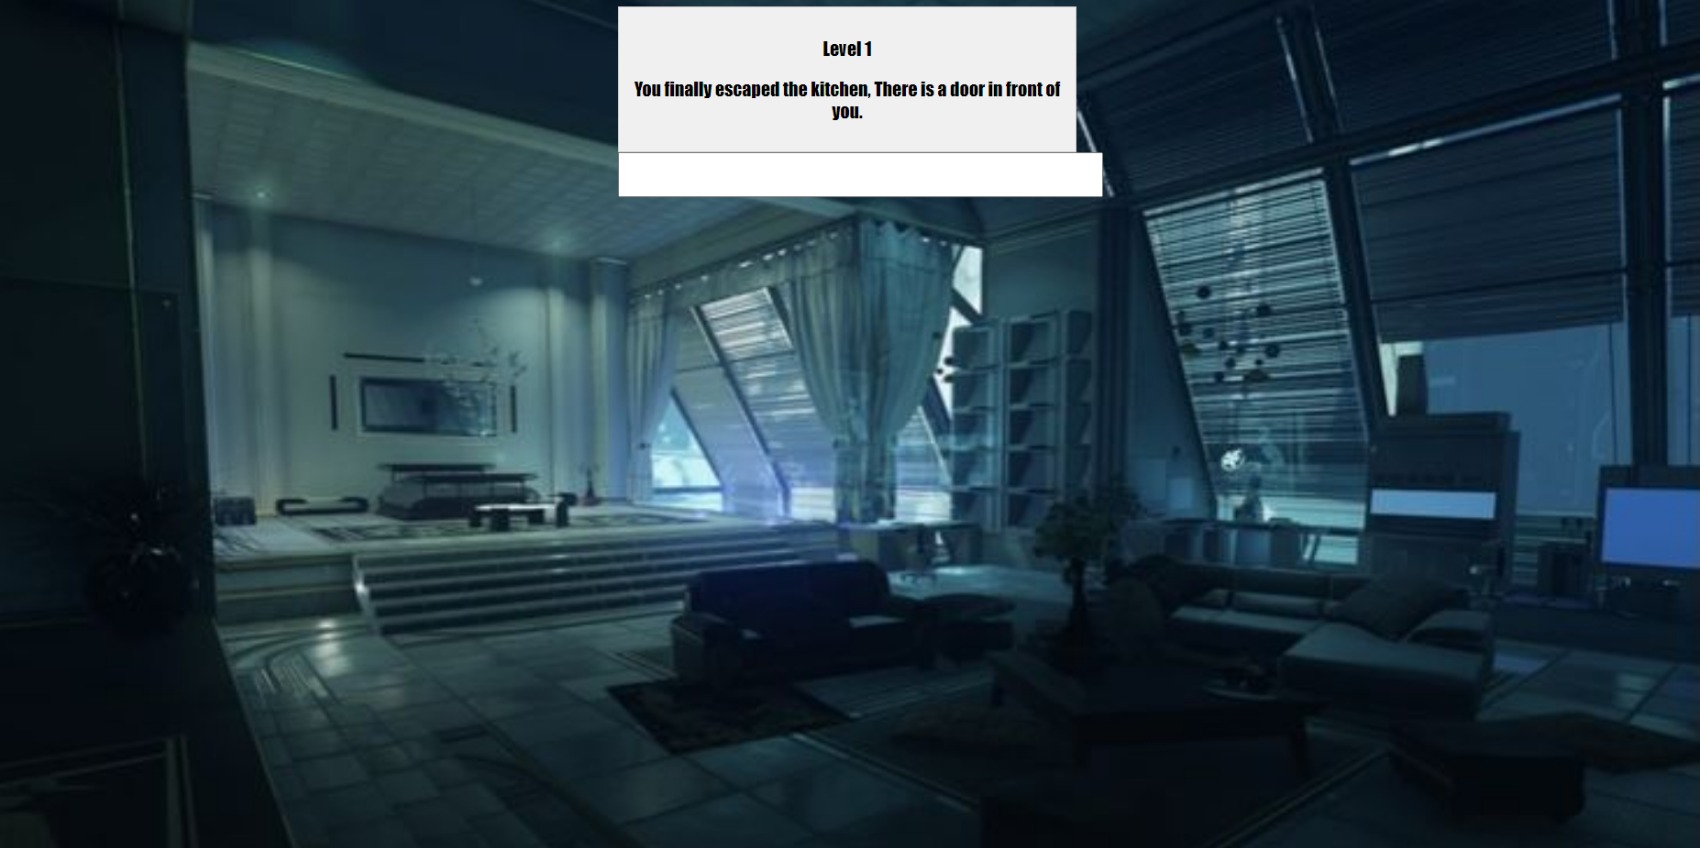 Level 1
You finally escaped the kitchen, There is a door in front of
you.